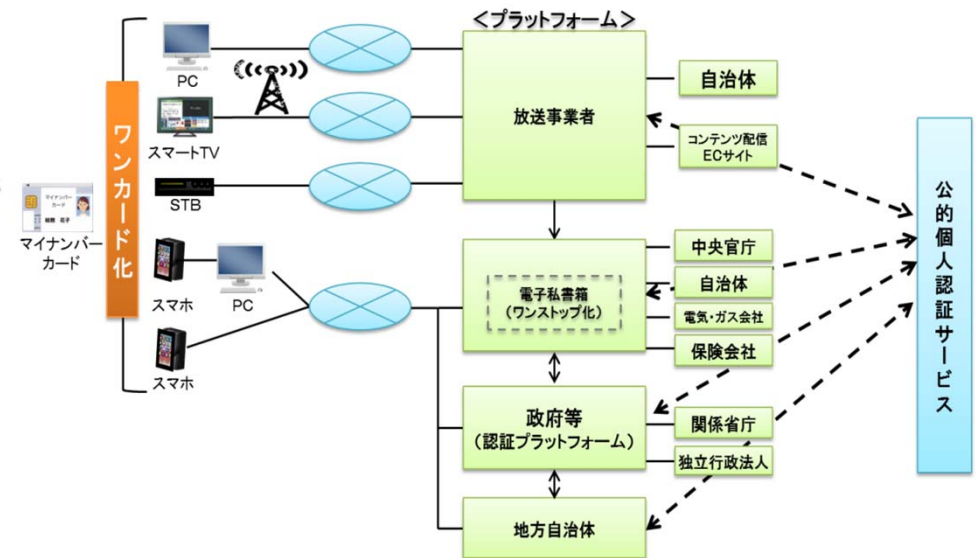 <プラットフォーム>
PC
スマートTV
STB
スマホ
PC
スマホ
マイナンバー
カード
マイナンバー
カード
ワンカード化
放送事業者
自治体
コンテンツ配信
ECサイト
電子私書箱
(ワンストップ化)
中央官庁
自治体
電気・ガス会社
保険会社
政府等
(認証プラットフォーム)
関係省庁
独立行政法人
地方自治体
公的個人認証サービス